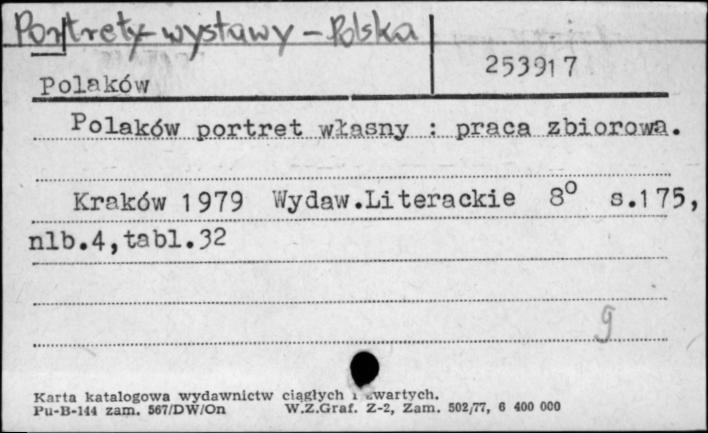 Portrety-wystawy-Polska
253917
Polaków
Polaków portret własny : praca zbiorowa.
Kraków 1979 Wydaw.Literackie 8° s.175,
nlb.4,tabl.32
g
Karta katalogowa wydawnictw ciągłych i zwartych.
Pu-B-144 zam. 567/DW/On W.Z.Graf. Z-2, Zam. 502/77, 6 400 000